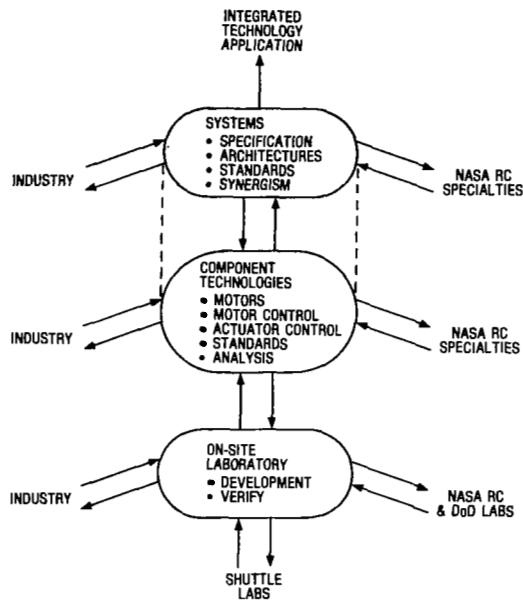 INTEGRATED
TECHNOLOGY
APPLICATION
SYSTEMS
• SPECIFICATION
• ARCHITECTURES
• STANDARDS
• SYNERGISM
INDUSTRY
NASA RC
SPECIALTIES
COMPONENT
TECHNOLOGIES
• MOTORS
• MOTOR CONTROL
• ACTUATOR CONTROL
• STANDARDS
• ANALYSIS
INDUSTRY
NASA RC
SPECIALTIES
ON-SITE
LABORATORY
• DEVELOPMENT
• VERIFY
INDUSTRY
NASA RC
& DoD LABS
SHUTTLE
LABS